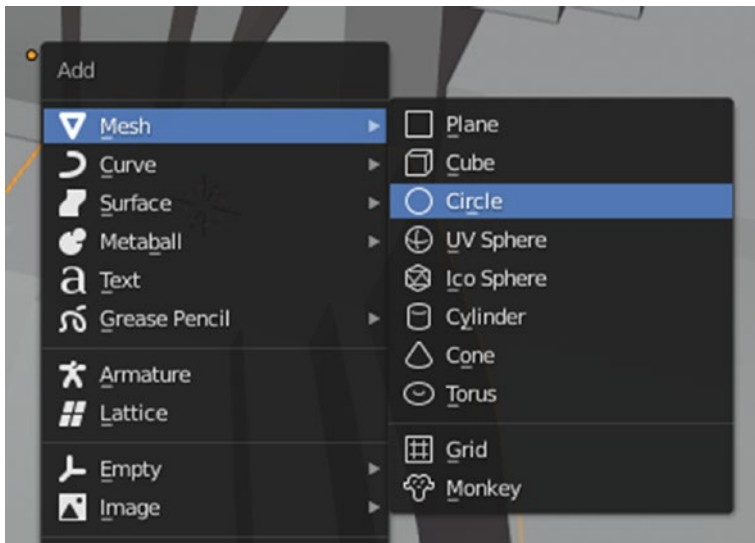 Add
Mesh
Curve
Surface
Metaball
Text
Grease Pencil
Armature
Lattice
Empty
Image
Plane
Cube
Circle
UV Sphere
Ico Sphere
Cylinder
Cone
Torus
Grid
Monkey